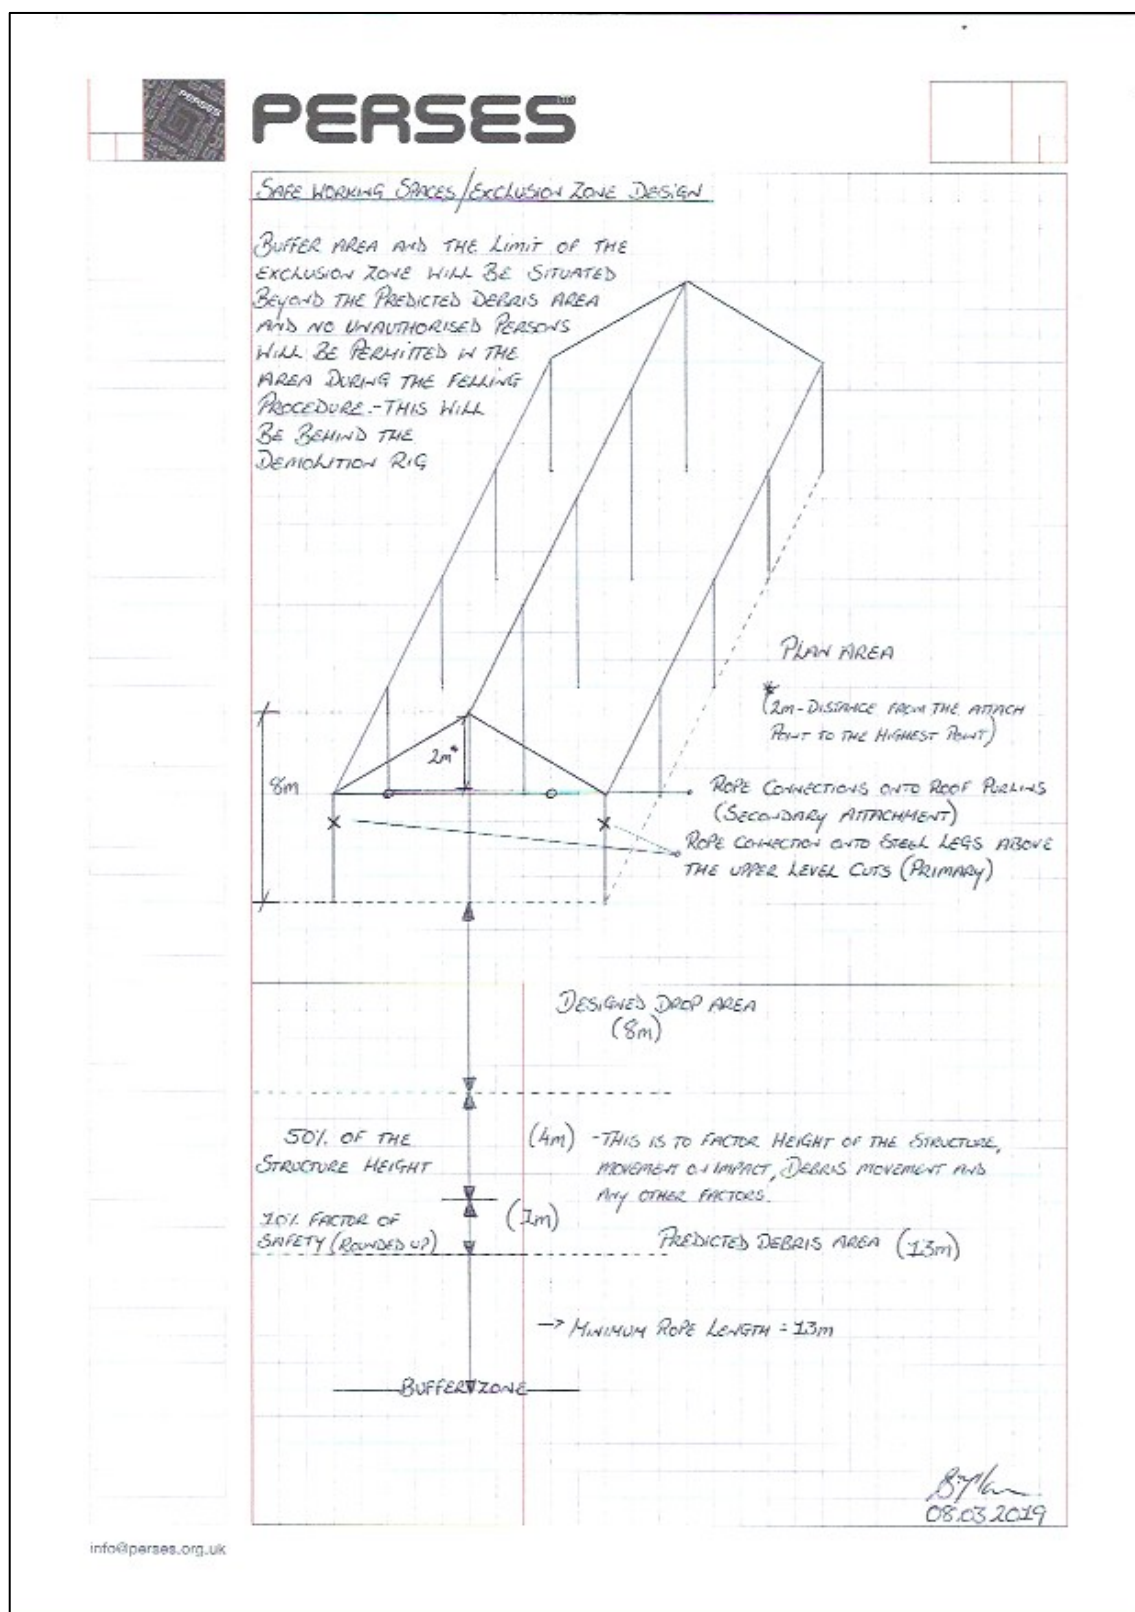 PERSES LTD
PERSES
SAFE WORKING SPACES/EXCLUSION ZONE DESIGN
BUFFER AREA AND THE LIMIT OF THE
EXCLUSION ZONE WILL BE SITUATED
BEYOND THE PREDICTED DEBRIS AREA
AND NO UNAUTHORISED PERSONS
WILL BE PERMITTED IN THE
AREA DURING THE FELLING
PROCEDURE.-THIS WILL
BE BEHIND THE
DEMOLITION RIG
PLAN AREA
*
(2m-DISTANCE FROM THE ATTACH
POINT TO THE HIGHEST POINT)
2m*
8m
ROPE CONNECTIONS ONTO ROOF PURLINS
(SECONDARY ATTACHMENT)
ROPE CONNECTION ONTO STEEL LEGS ABOVE
THE UPPER LEVEL CUTS (PRIMARY)
DESIGNED DROP AREA
(8m)
50% OF THE
STRUCTURE HEIGHT
(4m) -THIS IS TO FACTOR HEIGHT OF THE STRUCTURE,
MOVEMENT ON IMPACT, DEBRIS MOVEMENT AND
ANY OTHER FACTORS.
10% FACTOR OF
SAFETY (ROUNDED UP)
(1m)
PREDICTED DEBRIS AREA (13m)
→ MINIMUM ROPE LENGTH = 13m
BUFFER ZONE
08.03.2019
info@perses.org.uk